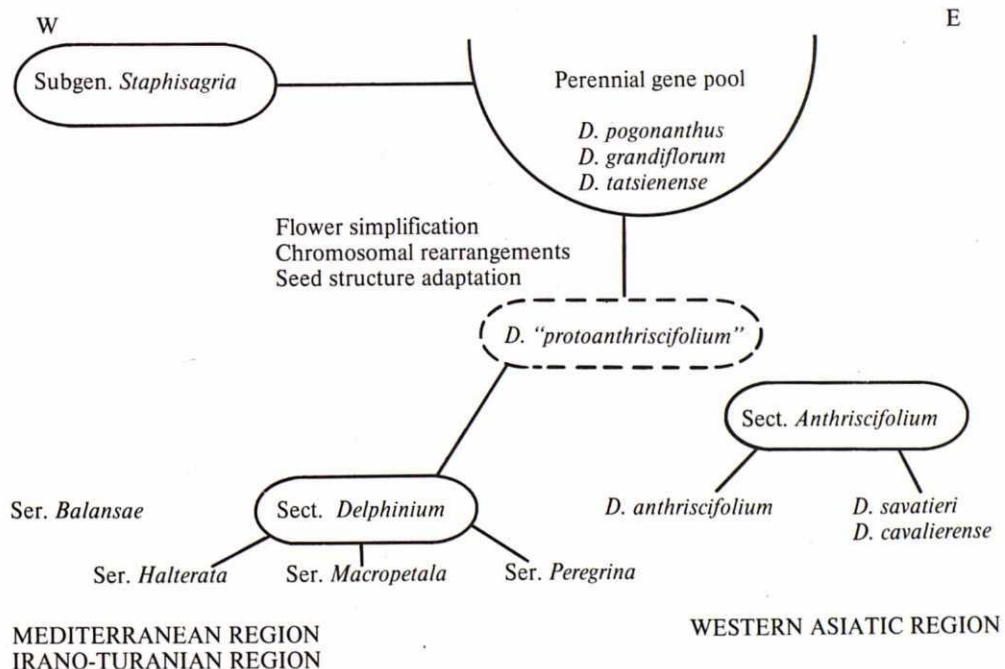 W
E
Subgen. Staphisagria
Perennial gene pool
D. pogonanthus
D. grandiflorum
D. tatsienense
Flower simplification
Chromosomal rearrangements
Seed structure adaptation
D. "protoanthriscifolium"
Sect. Anthriscifolium
D. anthriscifolium
D. savatieri
D. cavalierense
Ser. Balansae
Sect. Delphinium
Ser. Halterata
Ser. Macropetala
Ser. Peregrina
MEDITERRANEAN REGION
IRANO-TURANIAN REGION
WESTERN ASIATIC REGION